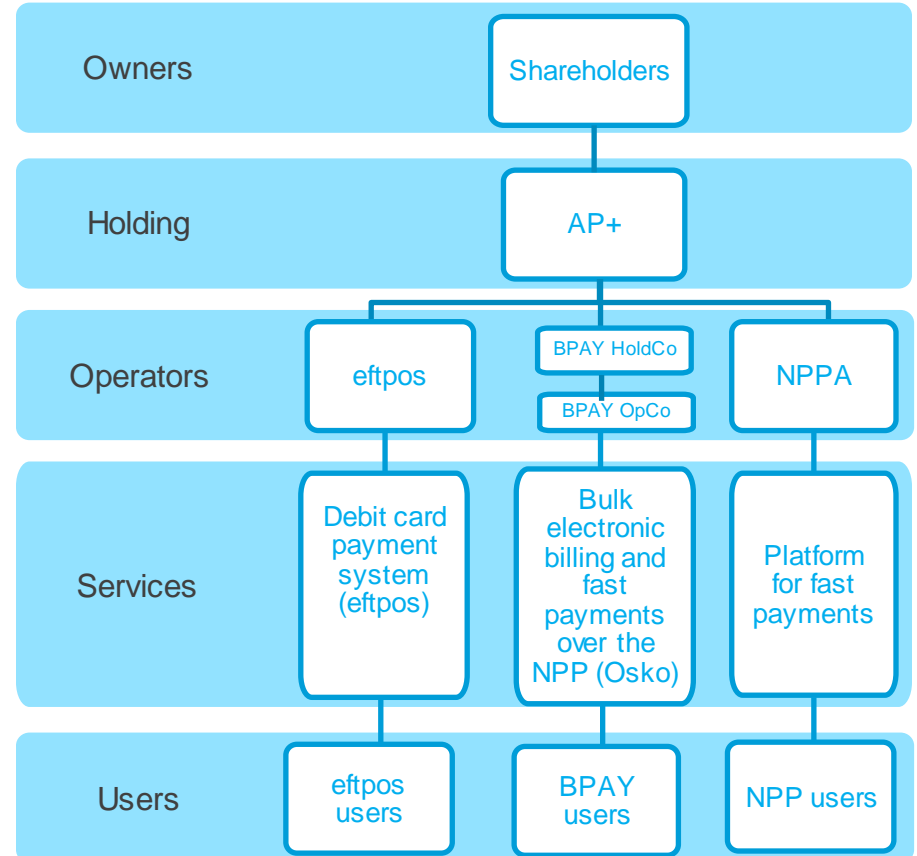 Owners
Shareholders
Holding
AP+
Operators
eftpos
BPAY HoldCo
BPAY OpCo
NPPA
Services
Debit card
payment
system
(eftpos)
Bulk
electronic
billing and
fast
payments
over the
NPP (Osko)
Platform
for fast
payments
Users
eftpos
users
BPAY
users
NPP users